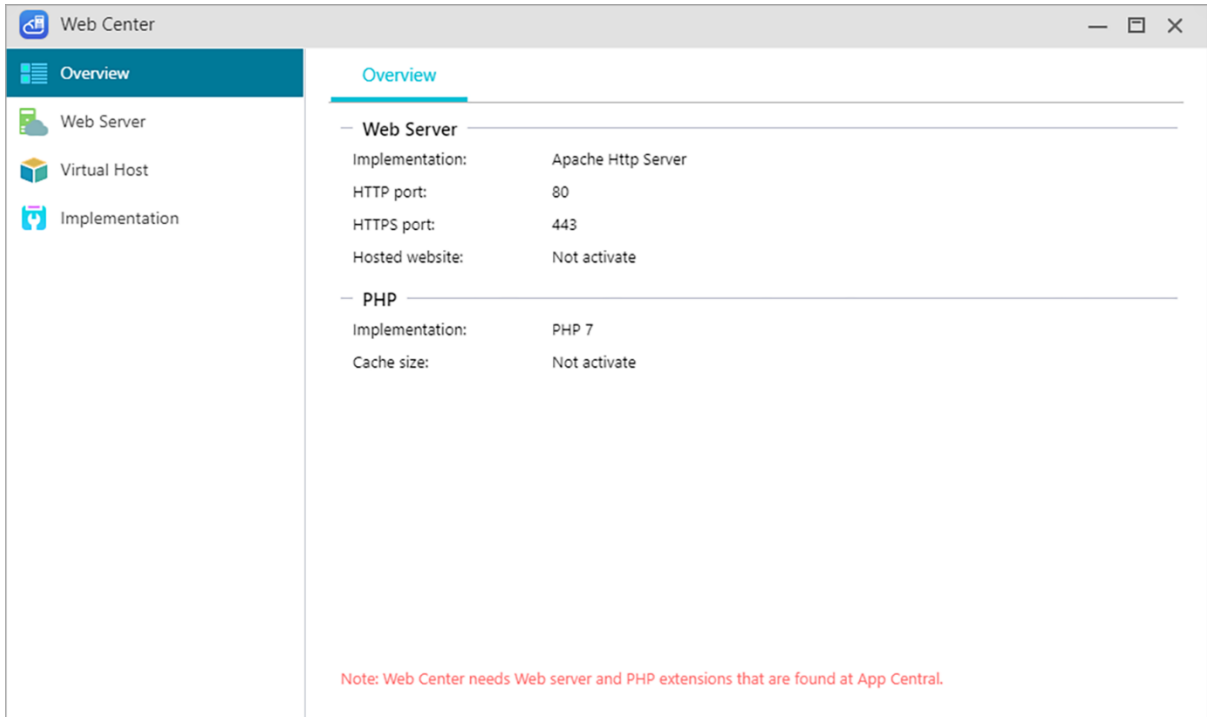 Web Center
Overview
Web Server
Virtual Host
Implementation
Overview
Web Server
Implementation: Apache Http Server
HTTP port: 80
HTTPS port: 443
Hosted website: Not activate
PHP
Implementation: PHP 7
Cache size: Not activate
Note: Web Center needs Web server and PHP extensions that are found at App Central.